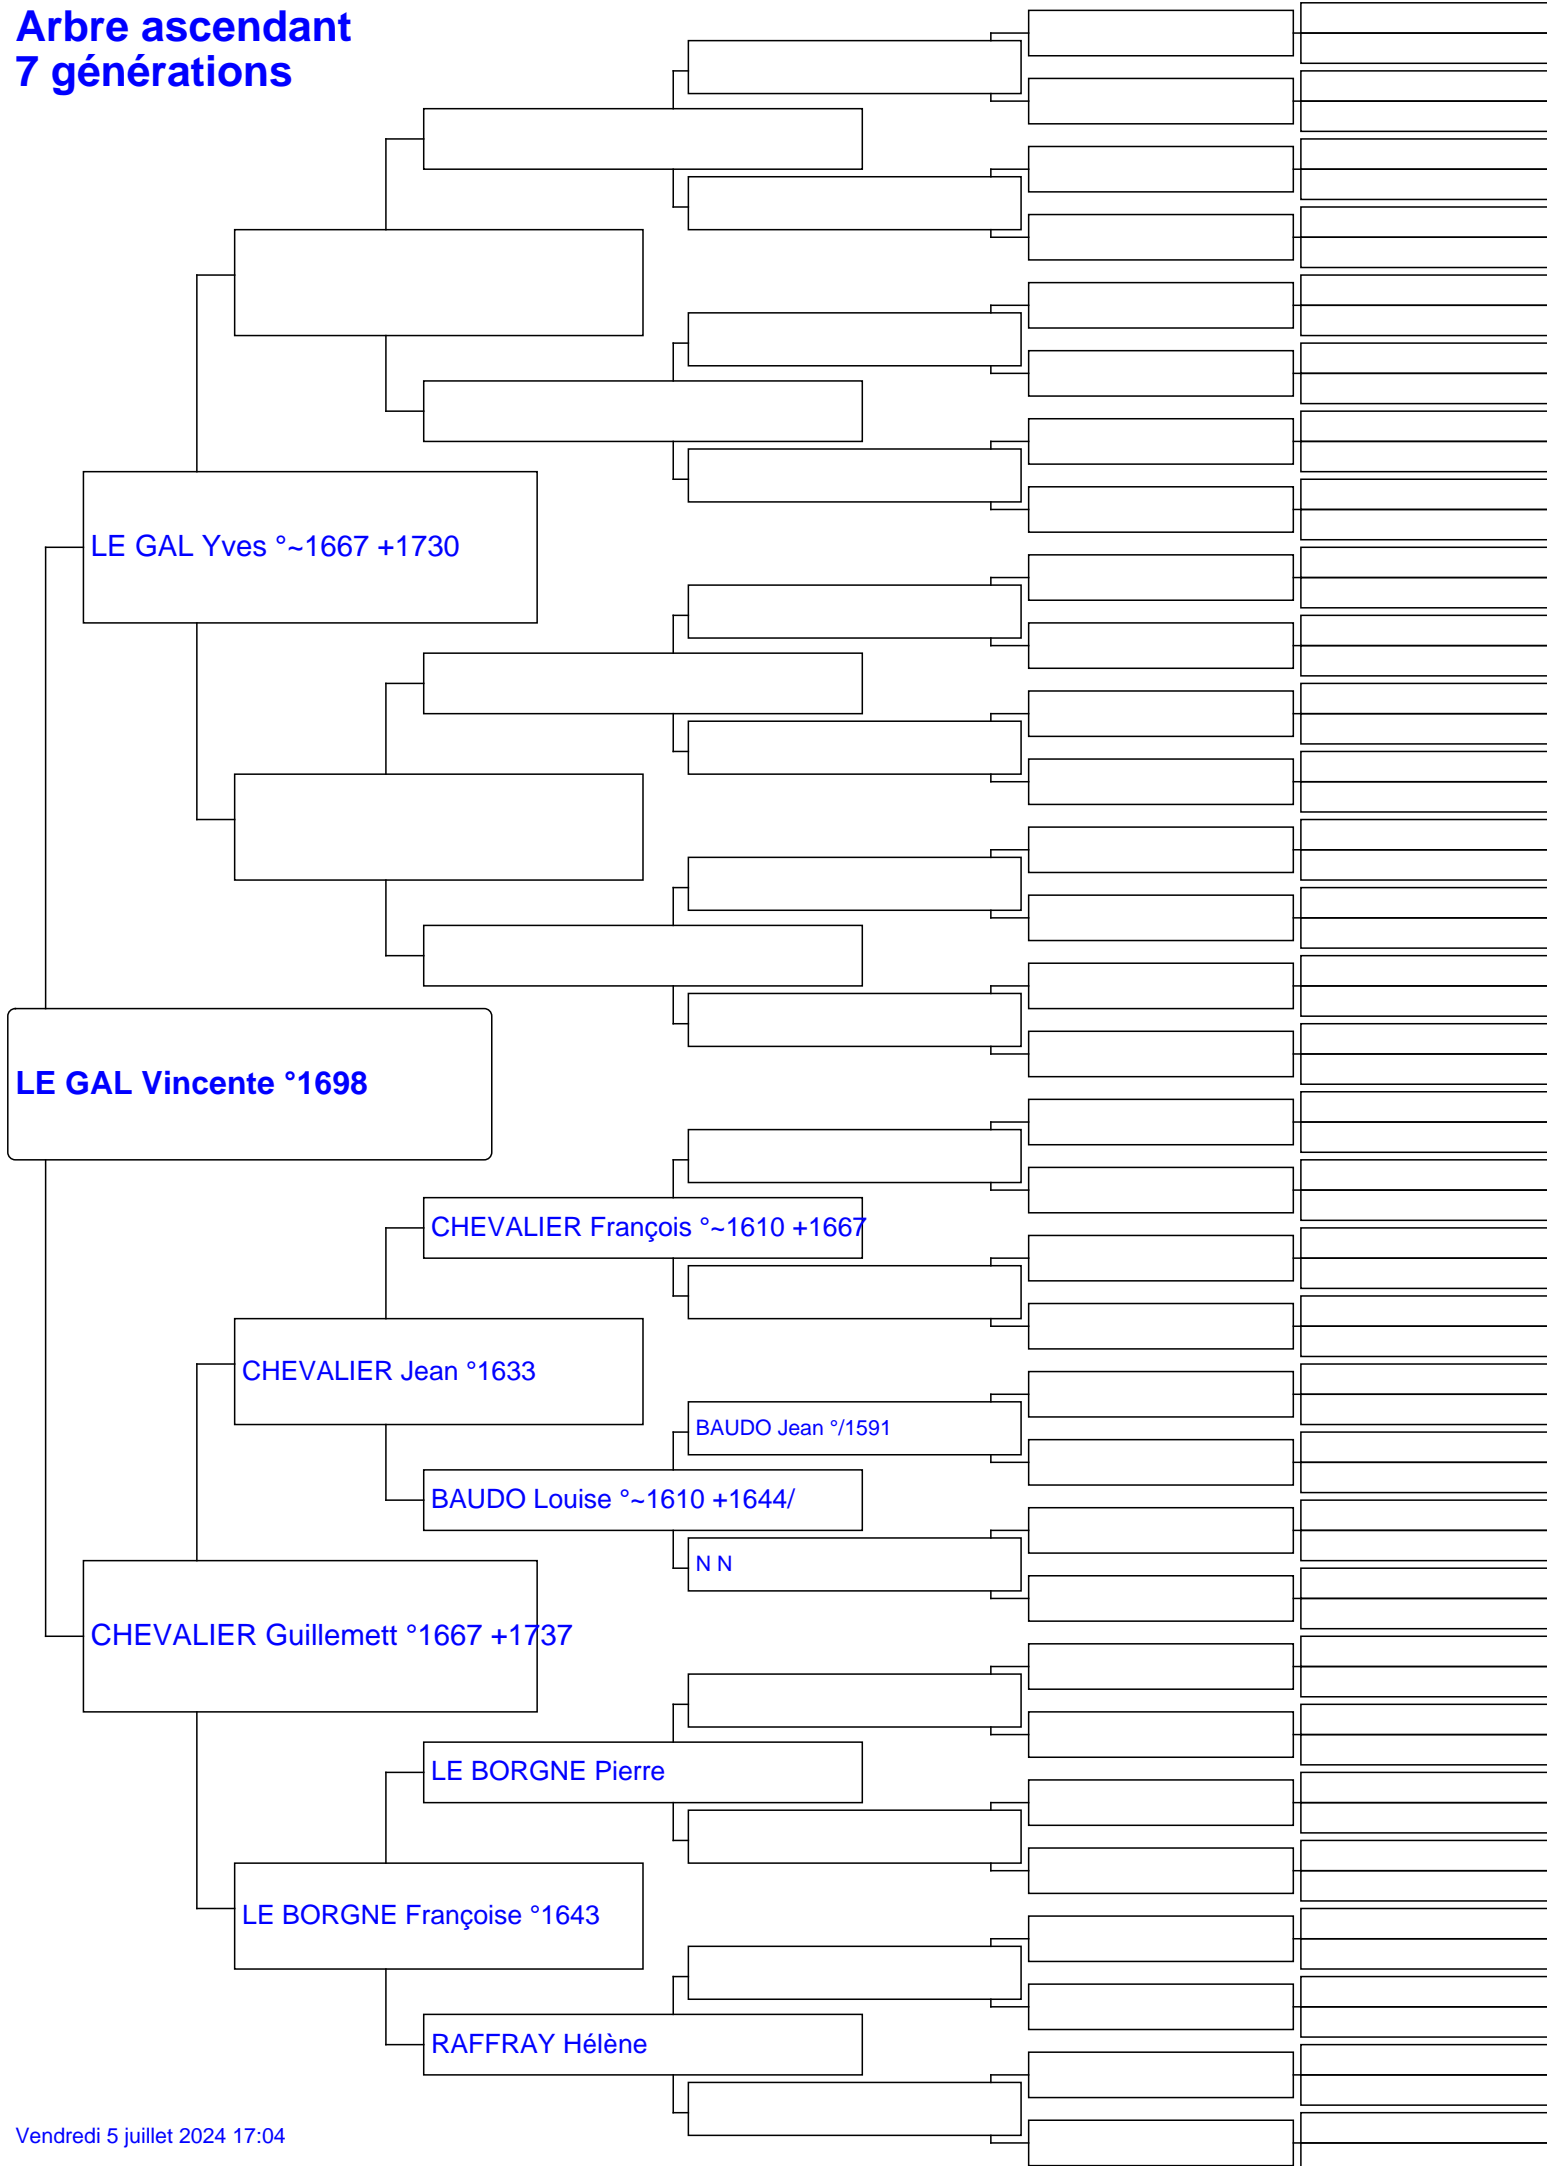 Arbre ascendant
7 générations
LE GAL Yves °~1667 +1730
LE GAL Vincente °1698
CHEVALIER François °~1610 +1667
CHEVALIER Jean °1633
BAUDO Jean °/1591
BAUDO Louise °~1610 +1644/
N N
CHEVALIER Guillemett °1667 +1737
LE BORGNE Pierre
LE BORGNE Françoise °1643
RAFFRAY Hélène
Vendredi 5 juillet 2024 17:04